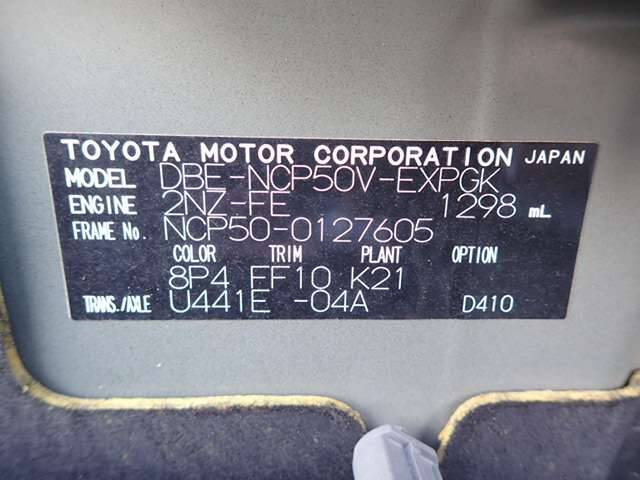 TOYOTA MOTOR CORPORATION JAPAN
MODEL DBE-NCP50V-EXPGK
ENGINE 2NZ-FE 1298 mL
FRAME No. NCP50-0127605
COLOR TRIM PLANT OPTION
8P4 FF10 K21
TRANS./AXLE U441E -04A D410